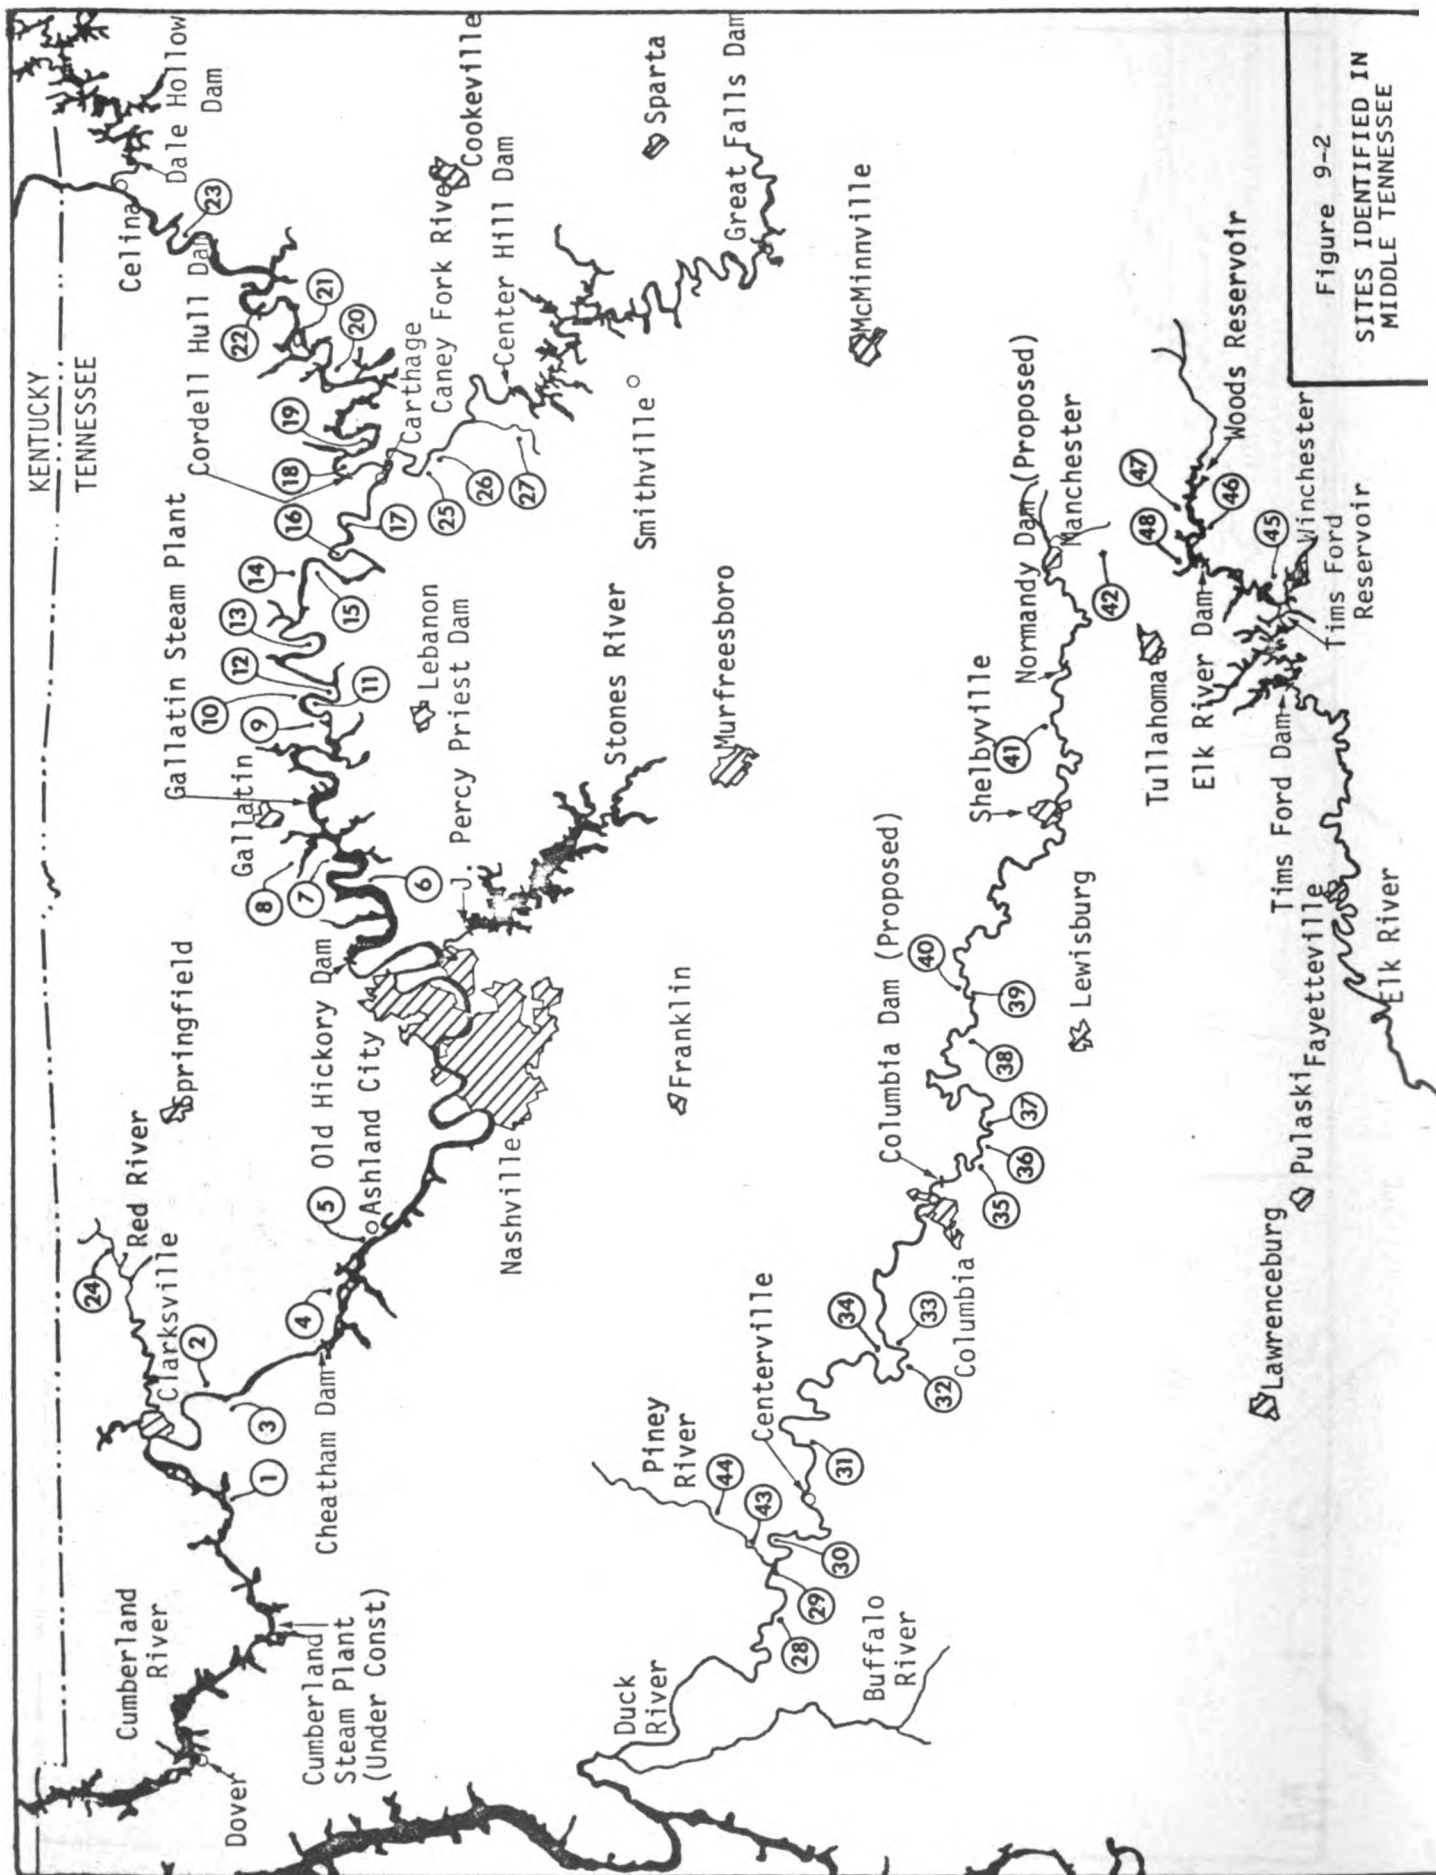 KENTUCKY
TENNESSEE
Cumberland
River
Dover
Cumberland
Steam Plant
(Under Const)
1
2
3
Clarksville
24
Red River
Springfield
Cheatham Dam
4
5
Ashland City
Old Hickory Dam
Nashville
6
7
8
Gallatin
Gallatin Steam Plant
9
10
11
12
13
14
15
16
17
Cordell Hull Dam
18
19
20
21
22
23
Celina
Dale Hollow
Dam
Carthage
Caney Fork River
Cookeville
25
26
27
Center Hill Dam
Sparta
Great Falls Dam
Smithville
McMinnville
Lebanon
J. Percy Priest Dam
Stones River
Murfreesboro
Franklin
Duck
River
Buffalo
River
28
29
30
Piney
River
43
44
Centerville
31
32
33
34
Columbia
Columbia Dam (Proposed)
35
36
37
38
39
40
Lewisburg
Shelbyville
41
Normandy Dam (Proposed)
Manchester
42
Tullahoma
Elk River Dam
48
47
46
Woods Reservoir
45
Winchester
Tims Ford
Reservoir
Tims Ford Dam
Fayetteville
Elk River
Pulaski
Lawrenceburg
Figure 9-2
SITES IDENTIFIED IN
MIDDLE TENNESSEE